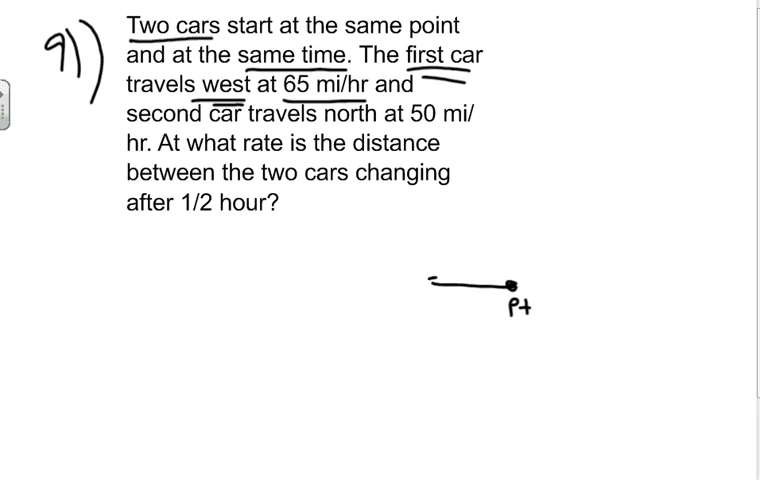 9))
Two cars start at the same point
and at the same time. The first car
travels west at 65 mi/hr and
second car travels north at 50 mi/
hr. At what rate is the distance
between the two cars changing
after 1/2 hour?
Pt